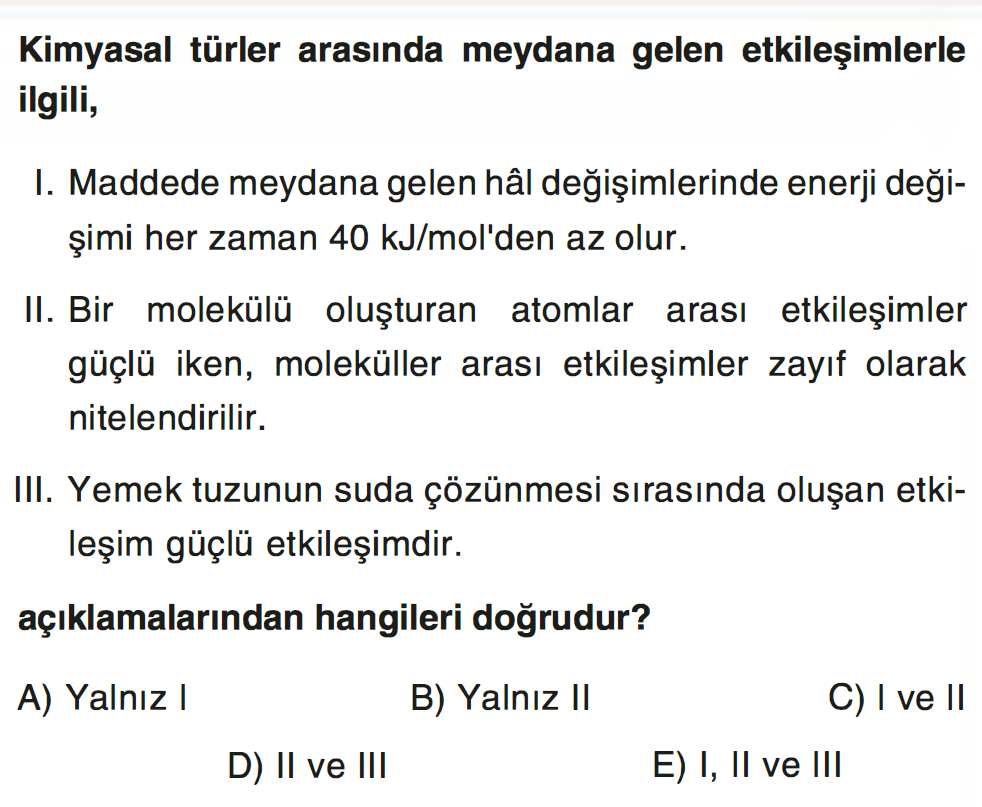 Kimyasal türler arasında meydana gelen etkileşimlerle
ilgili,
I. Maddede meydana gelen hâl değişimlerinde enerji deği-
şimi her zaman 40 kJ/mol'den az olur.
II. Bir molekülü oluşturan atomlar arası etkileşimler
güçlü iken, moleküller arası etkileşimler zayıf olarak
nitelendirilir.
III. Yemek tuzunun suda çözünmesi sırasında oluşan etki-
leşim güçlü etkileşimdir.
açıklamalarından hangileri doğrudur?
A) Yalnız I B) Yalnız II C) I ve II
D) II ve III E) I, II ve III